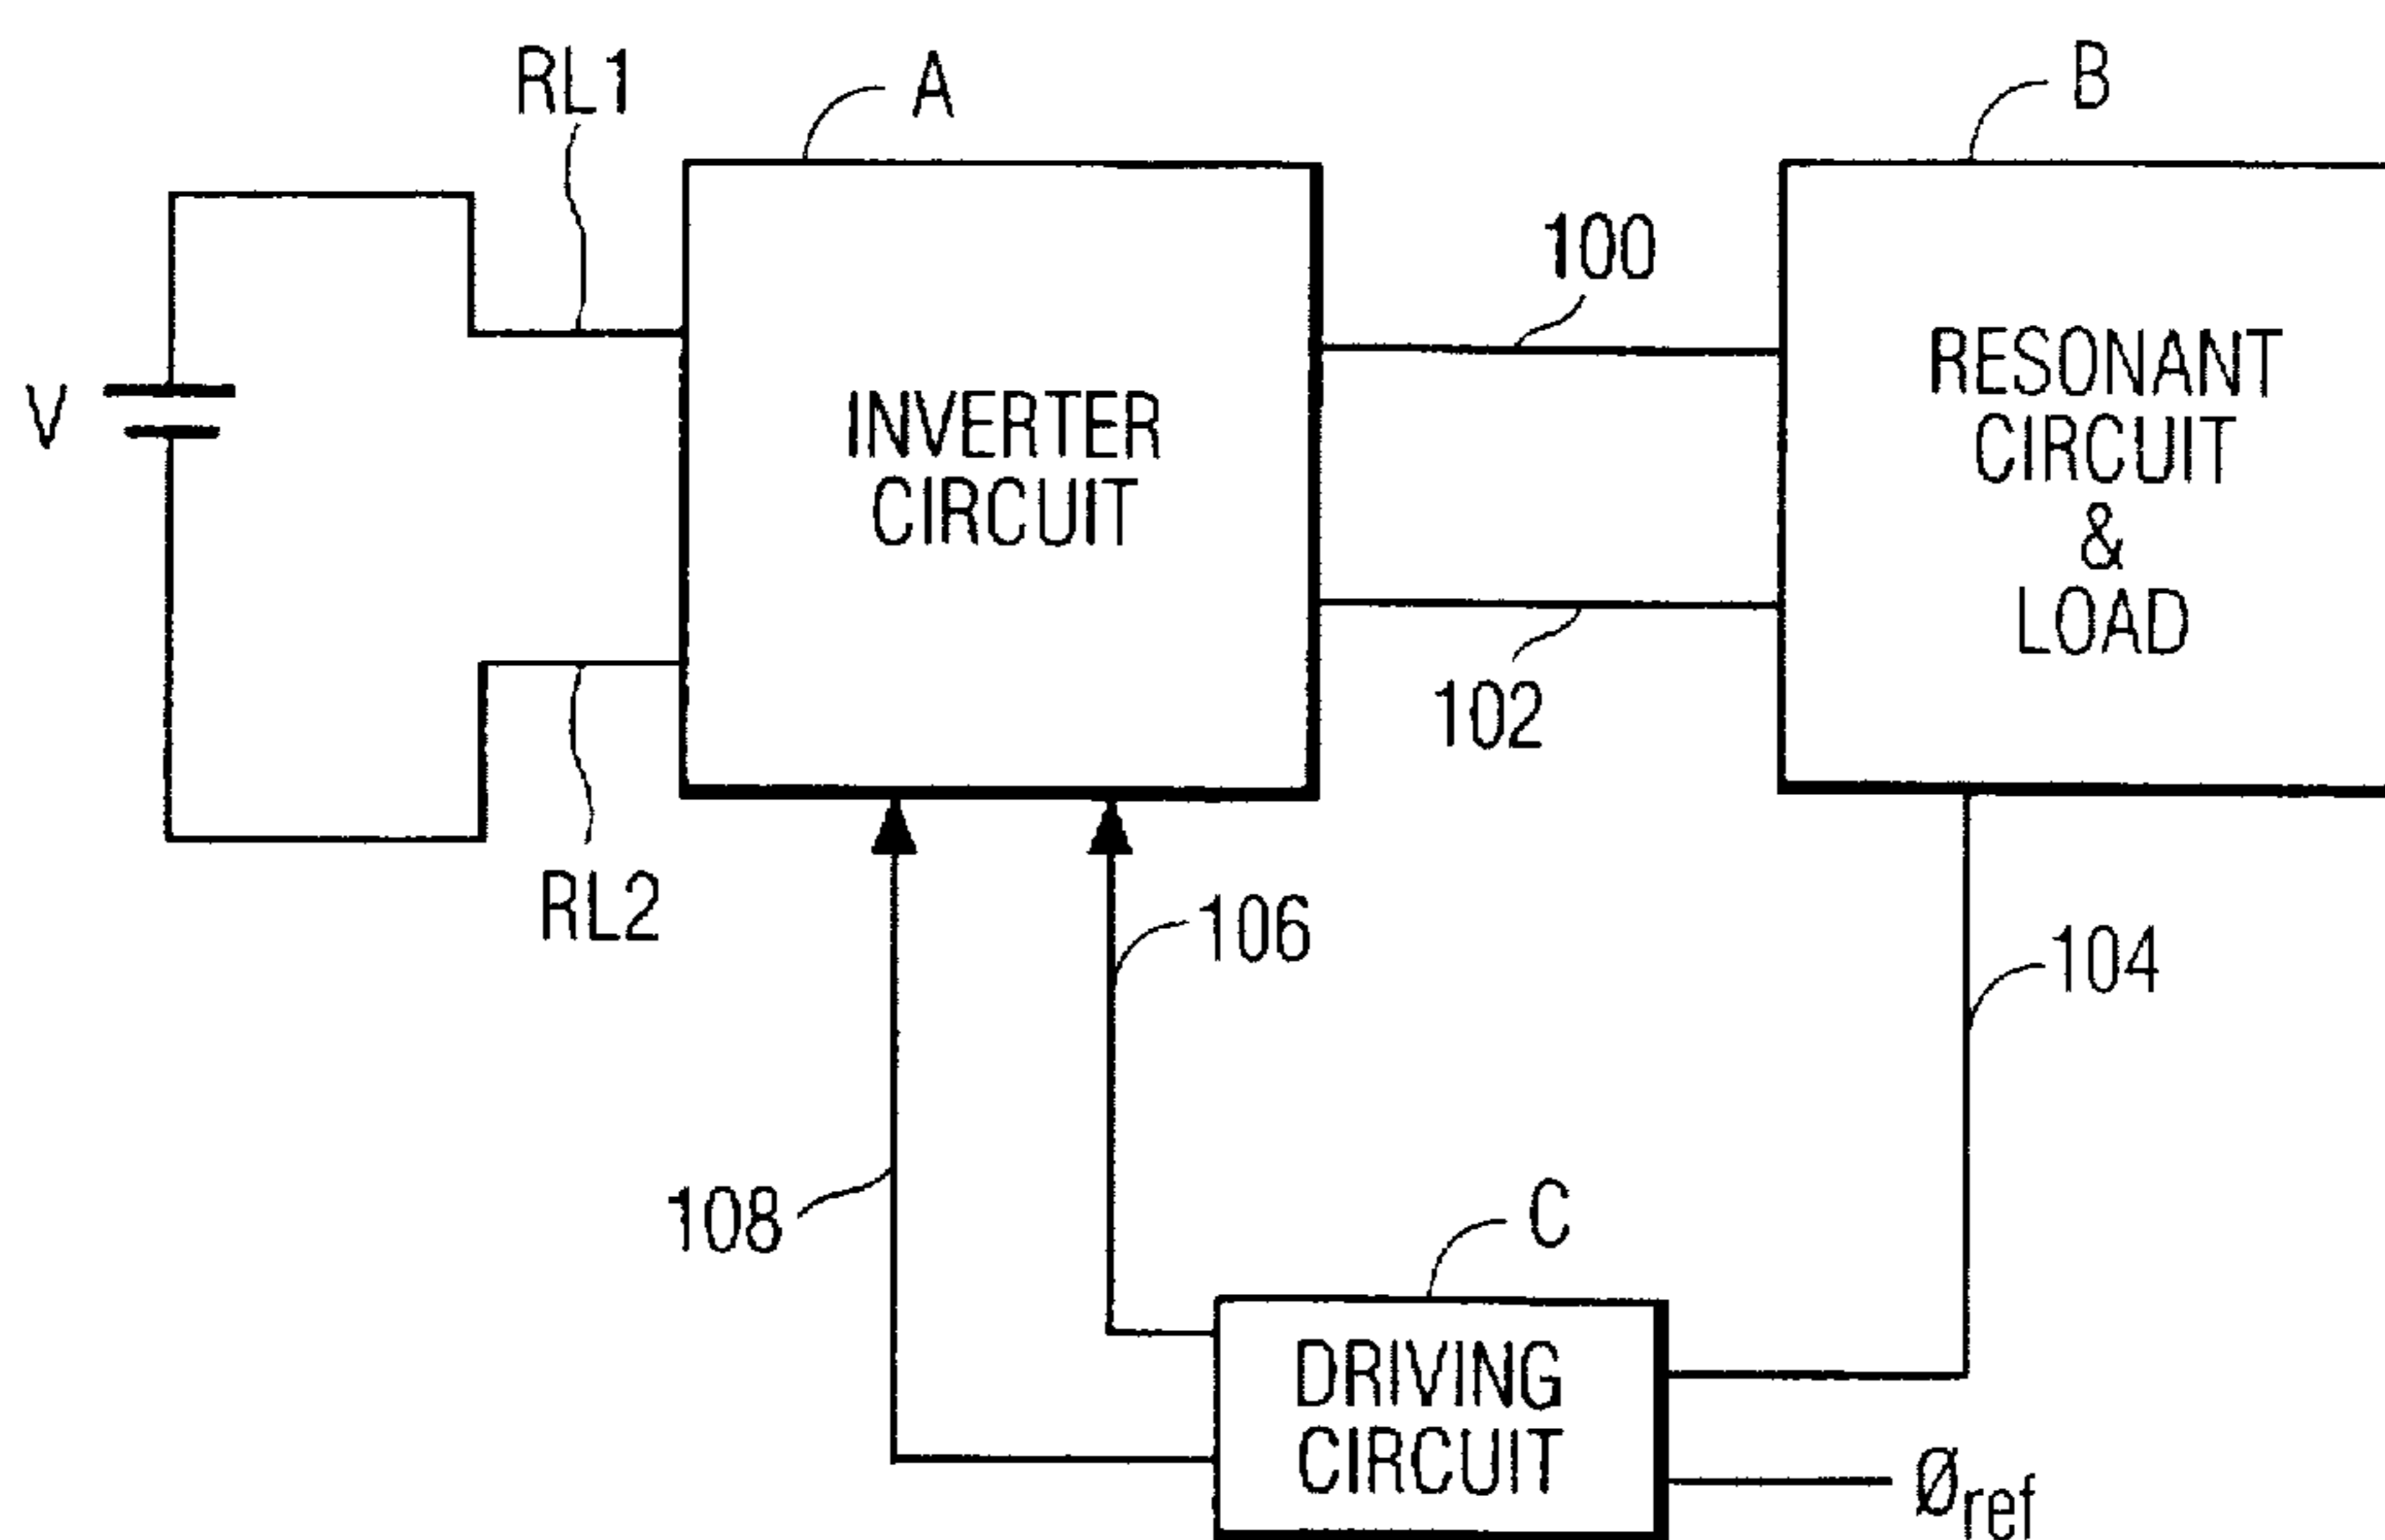 RL1
A
B
100
V
INVERTER
CIRCUIT
RESONANT
CIRCUIT
&
LOAD
102
RL2
106
104
108
C
DRIVING
CIRCUIT
Øref